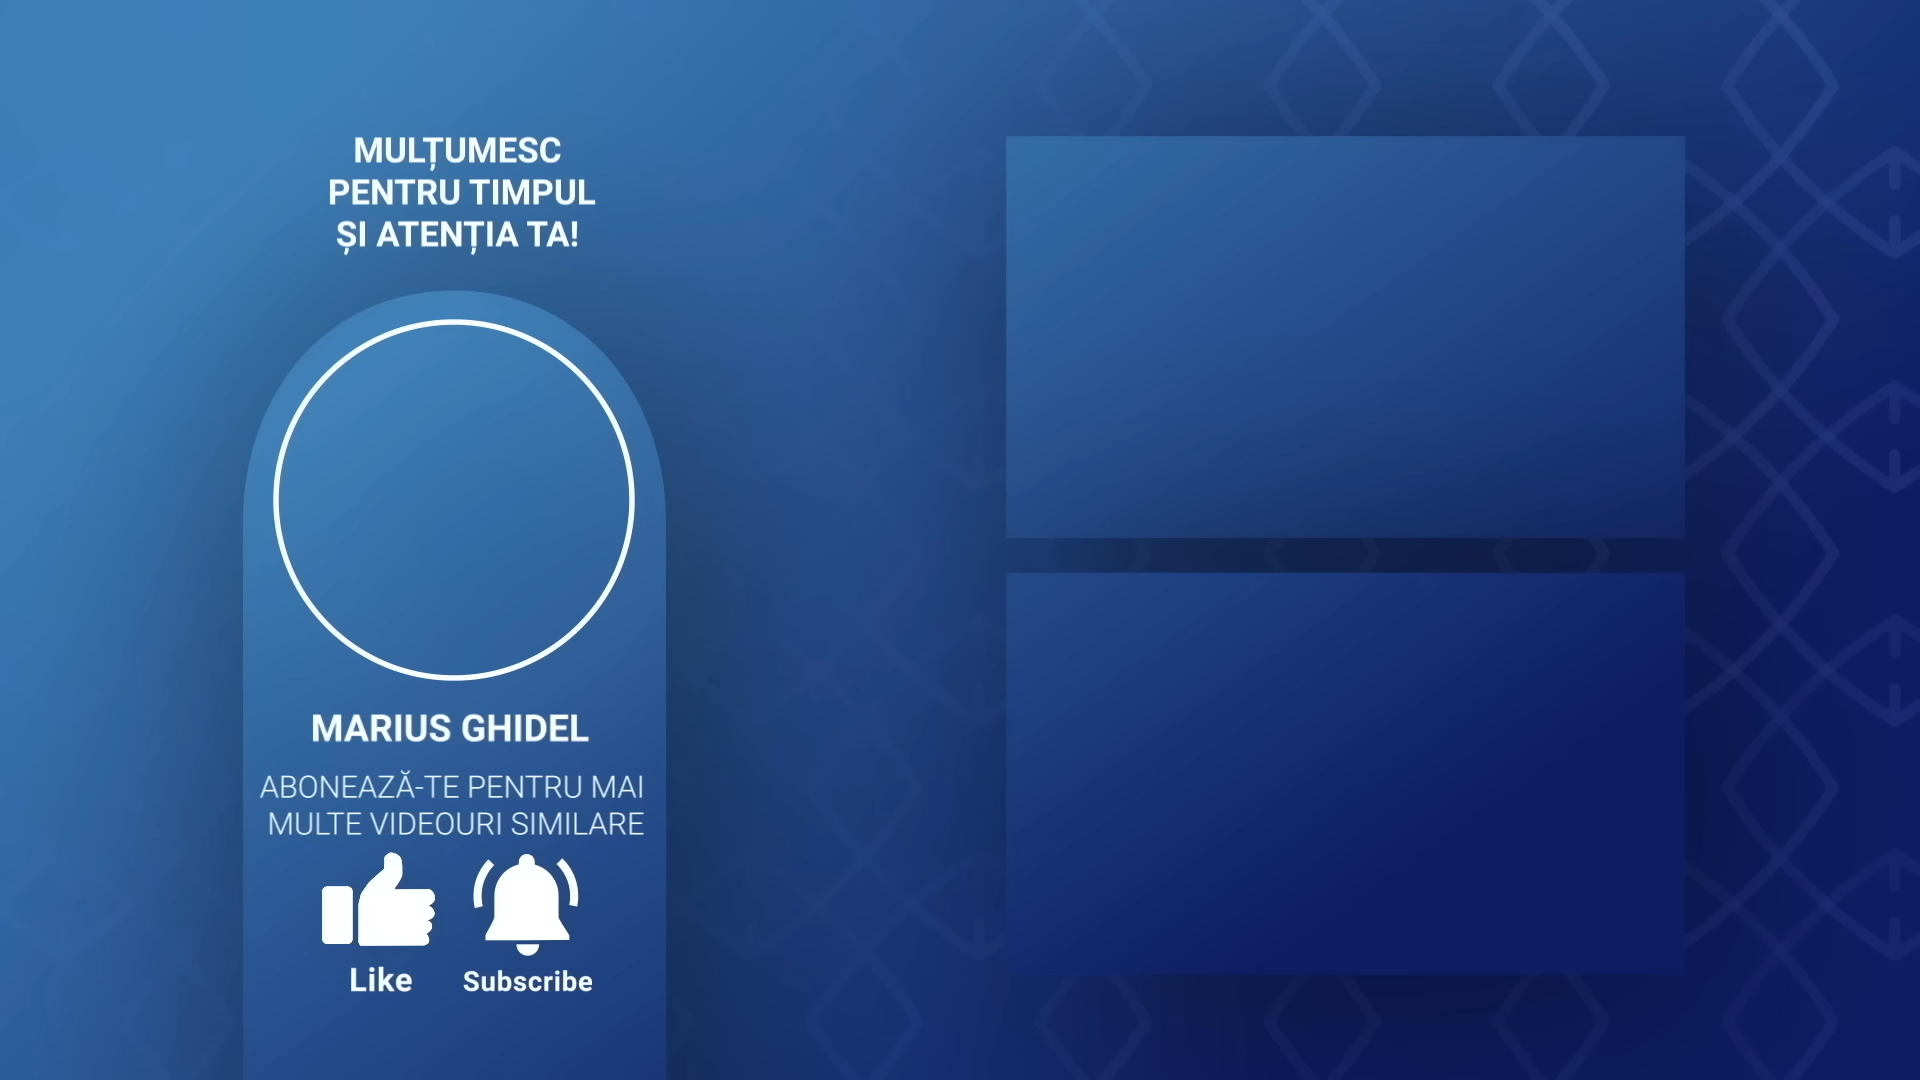 MULȚUMESC
PENTRU TIMPUL
ȘI ATENȚIA TA!
MARIUS GHIDEL
ABONEAZĂ-TE PENTRU MAI
MULTE VIDEOURI SIMILARE
Like
Subscribe